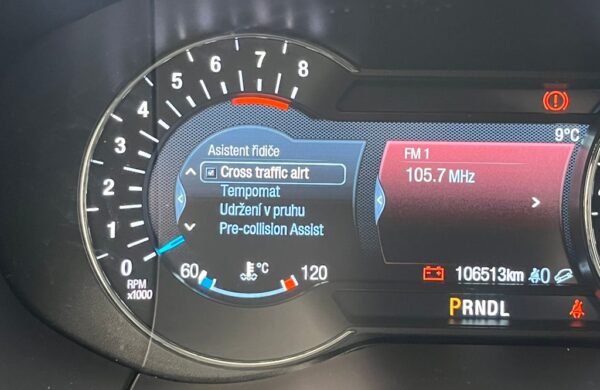 0
1
2
3
4
5
6
7
8
RPM
x1000
Asistent řidiče
Cross traffic alrt
Tempomat
Udržení v pruhu
Pre-collision Assist
60 °C 120
9°C
FM 1
105.7 MHz
106513km 0
PRNDL